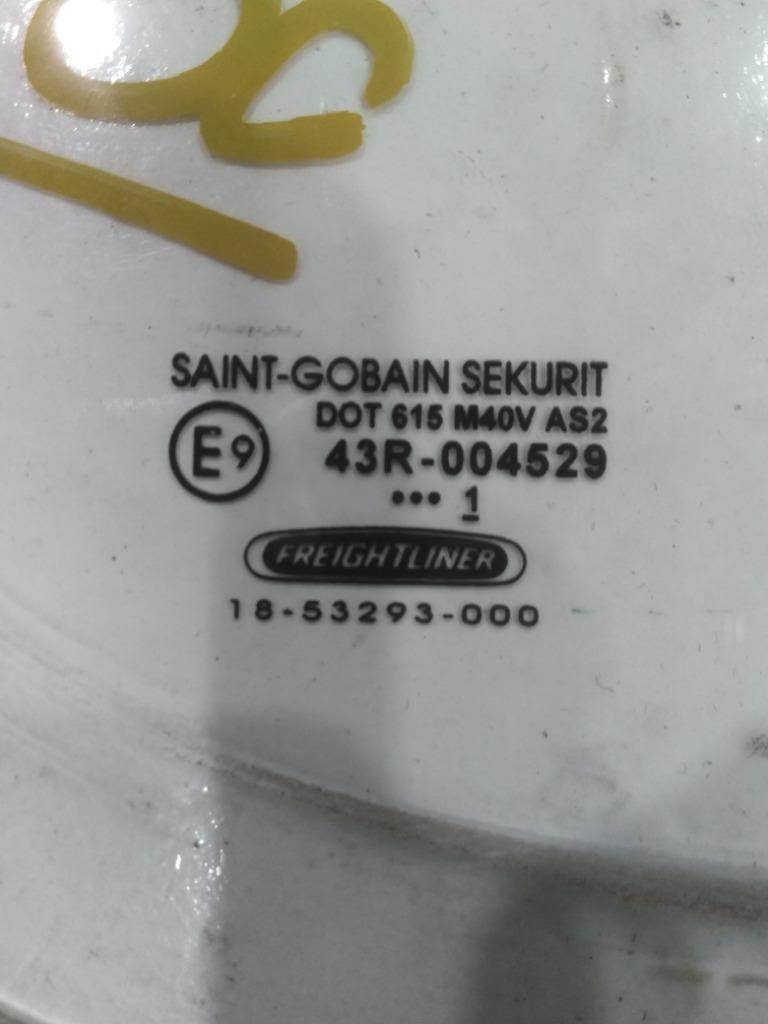 SAINT-GOBAIN SEKURIT
DOT 615 M40V AS2
E9 43R-004529
••• 1
FREIGHTLINER
18-53293-000